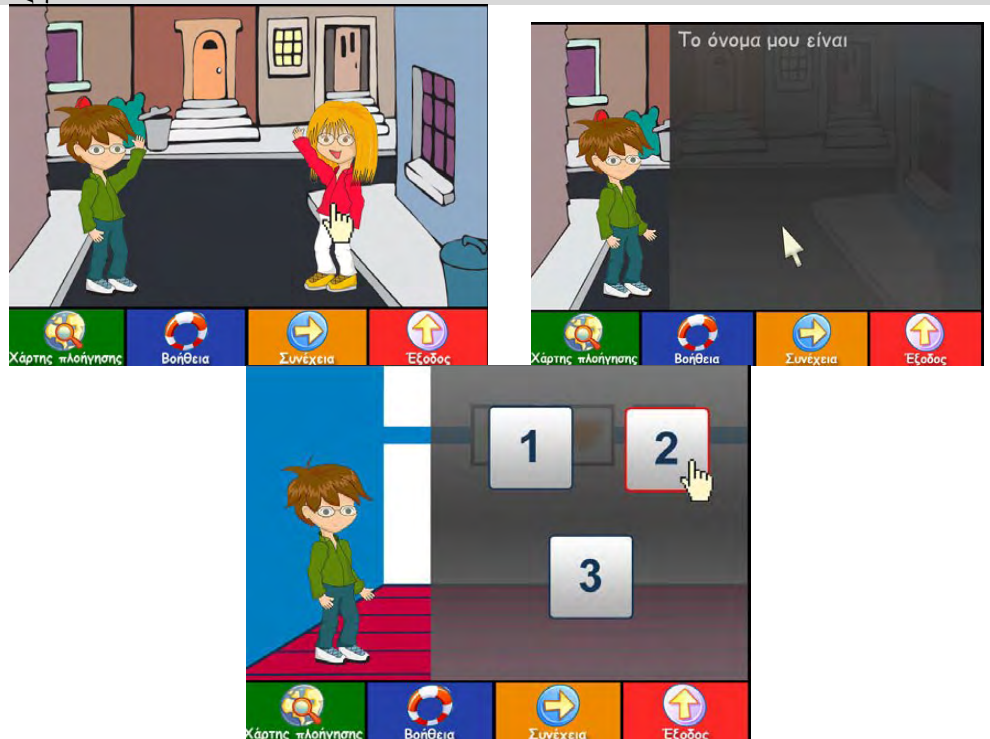 Χάρτης πλοήγησης Βοήθεια Συνέχεια Έξοδος
Το όνομα μου είναι
Χάρτης πλοήγησης Βοήθεια Συνέχεια Έξοδος
1 2
3
Χάρτης πλοήγησης Βοήθεια Συνέχεια Έξοδος